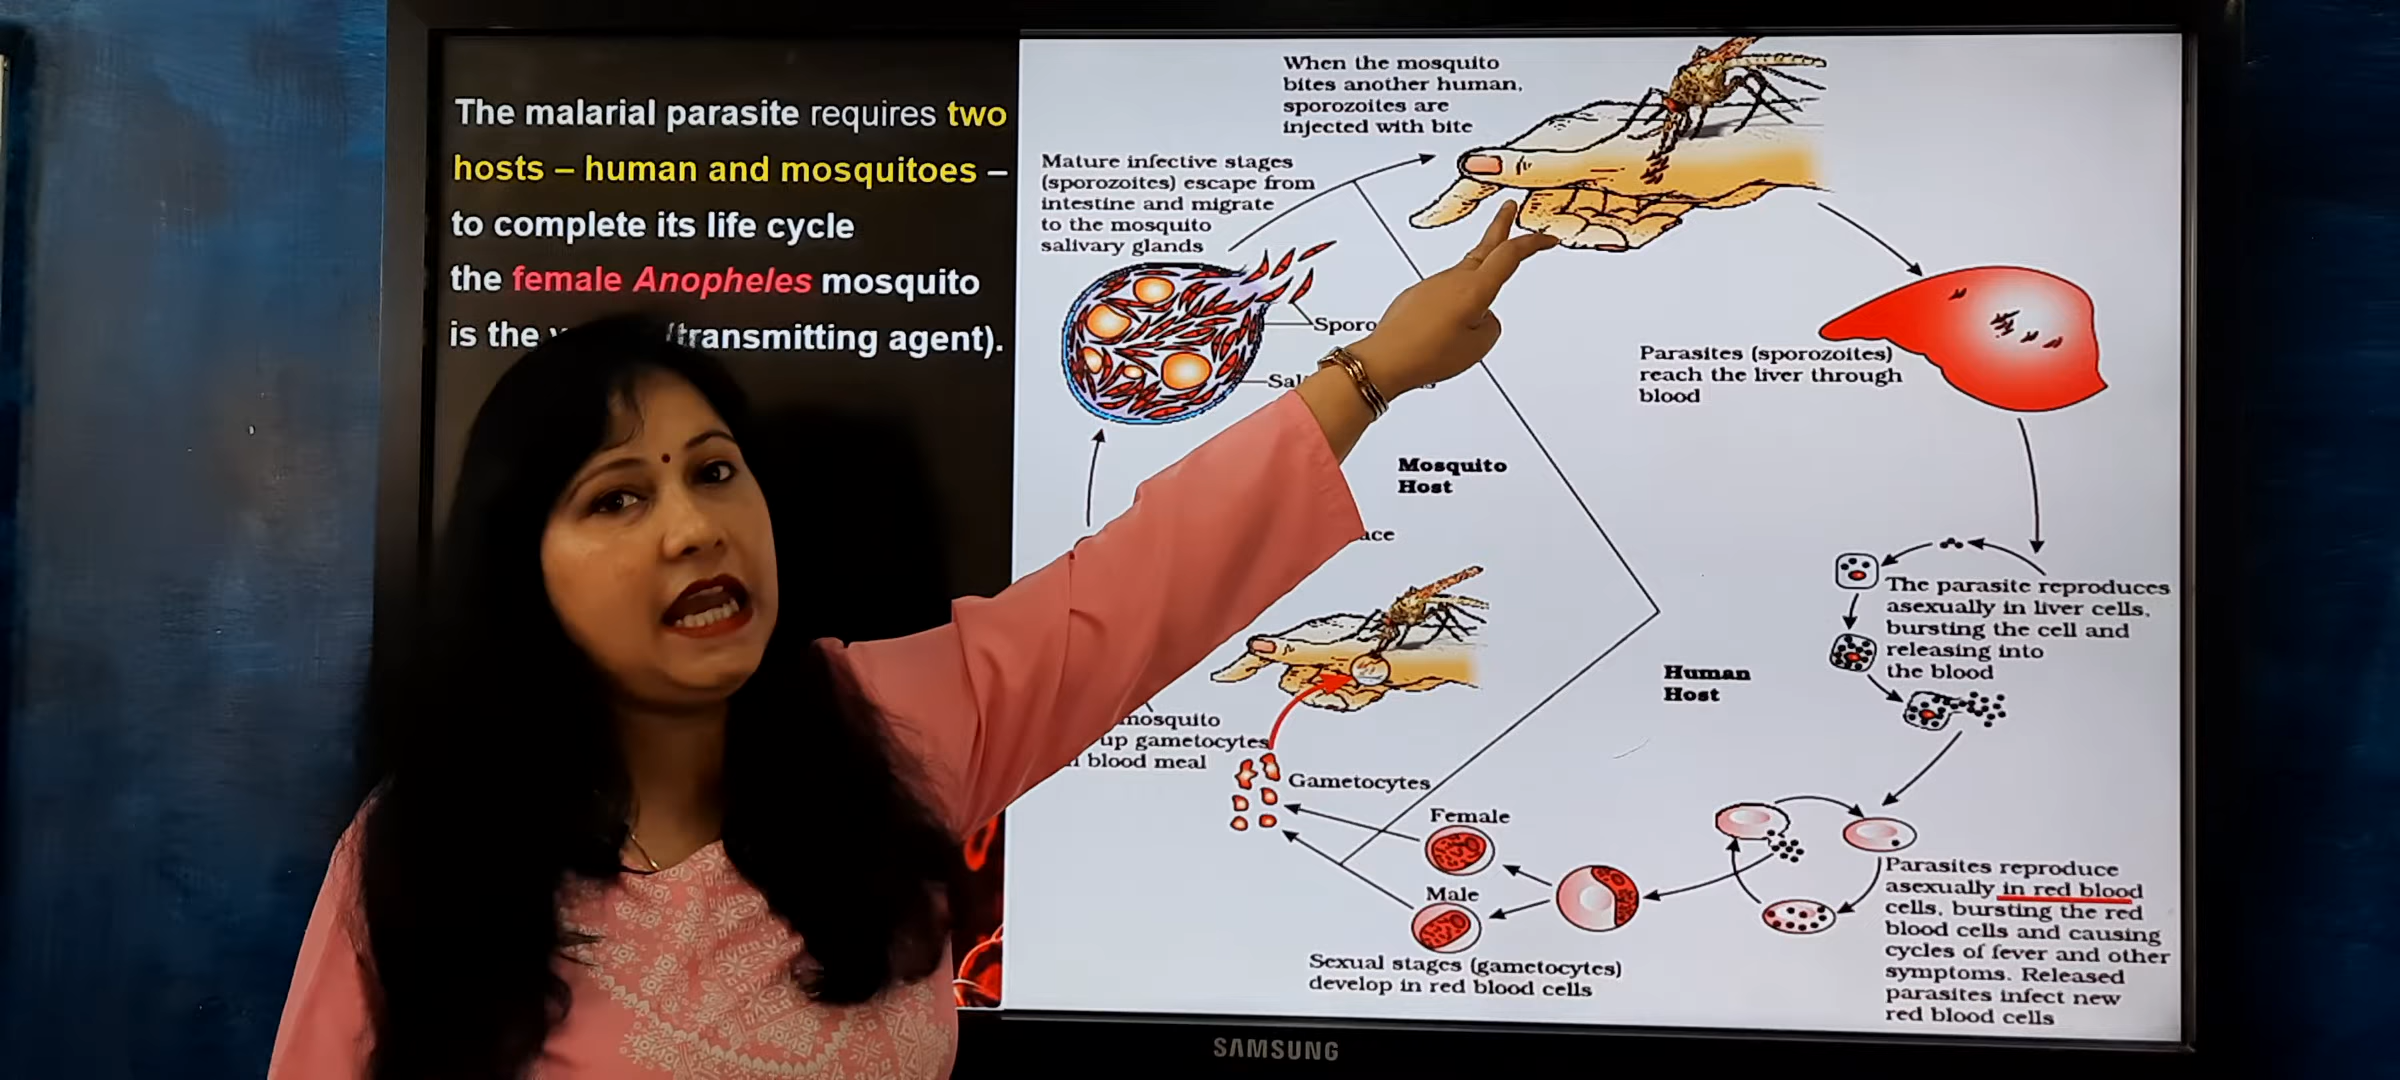 The malarial parasite requires two
hosts – human and mosquitoes –
to complete its life cycle
the female Anopheles mosquito
is the (transmitting agent).
When the mosquito
bites another human,
sporozoites are
injected with bite
Mature infective stages
(sporozoites) escape from
intestine and migrate
to the mosquito
salivary glands
Parasites (sporozoites)
reach the liver through
blood
Mosquito
Host
The parasite reproduces
asexually in liver cells,
bursting the cell and
releasing into
the blood
Human
Host
mosquito
up gametocytes
blood meal
Gametocytes
Female
Male
Sexual stages (gametocytes)
develop in red blood cells
Parasites reproduce
asexually in red blood
cells, bursting the red
blood cells and causing
cycles of fever and other
symptoms. Released
parasites infect new
red blood cells
SAMSUNG